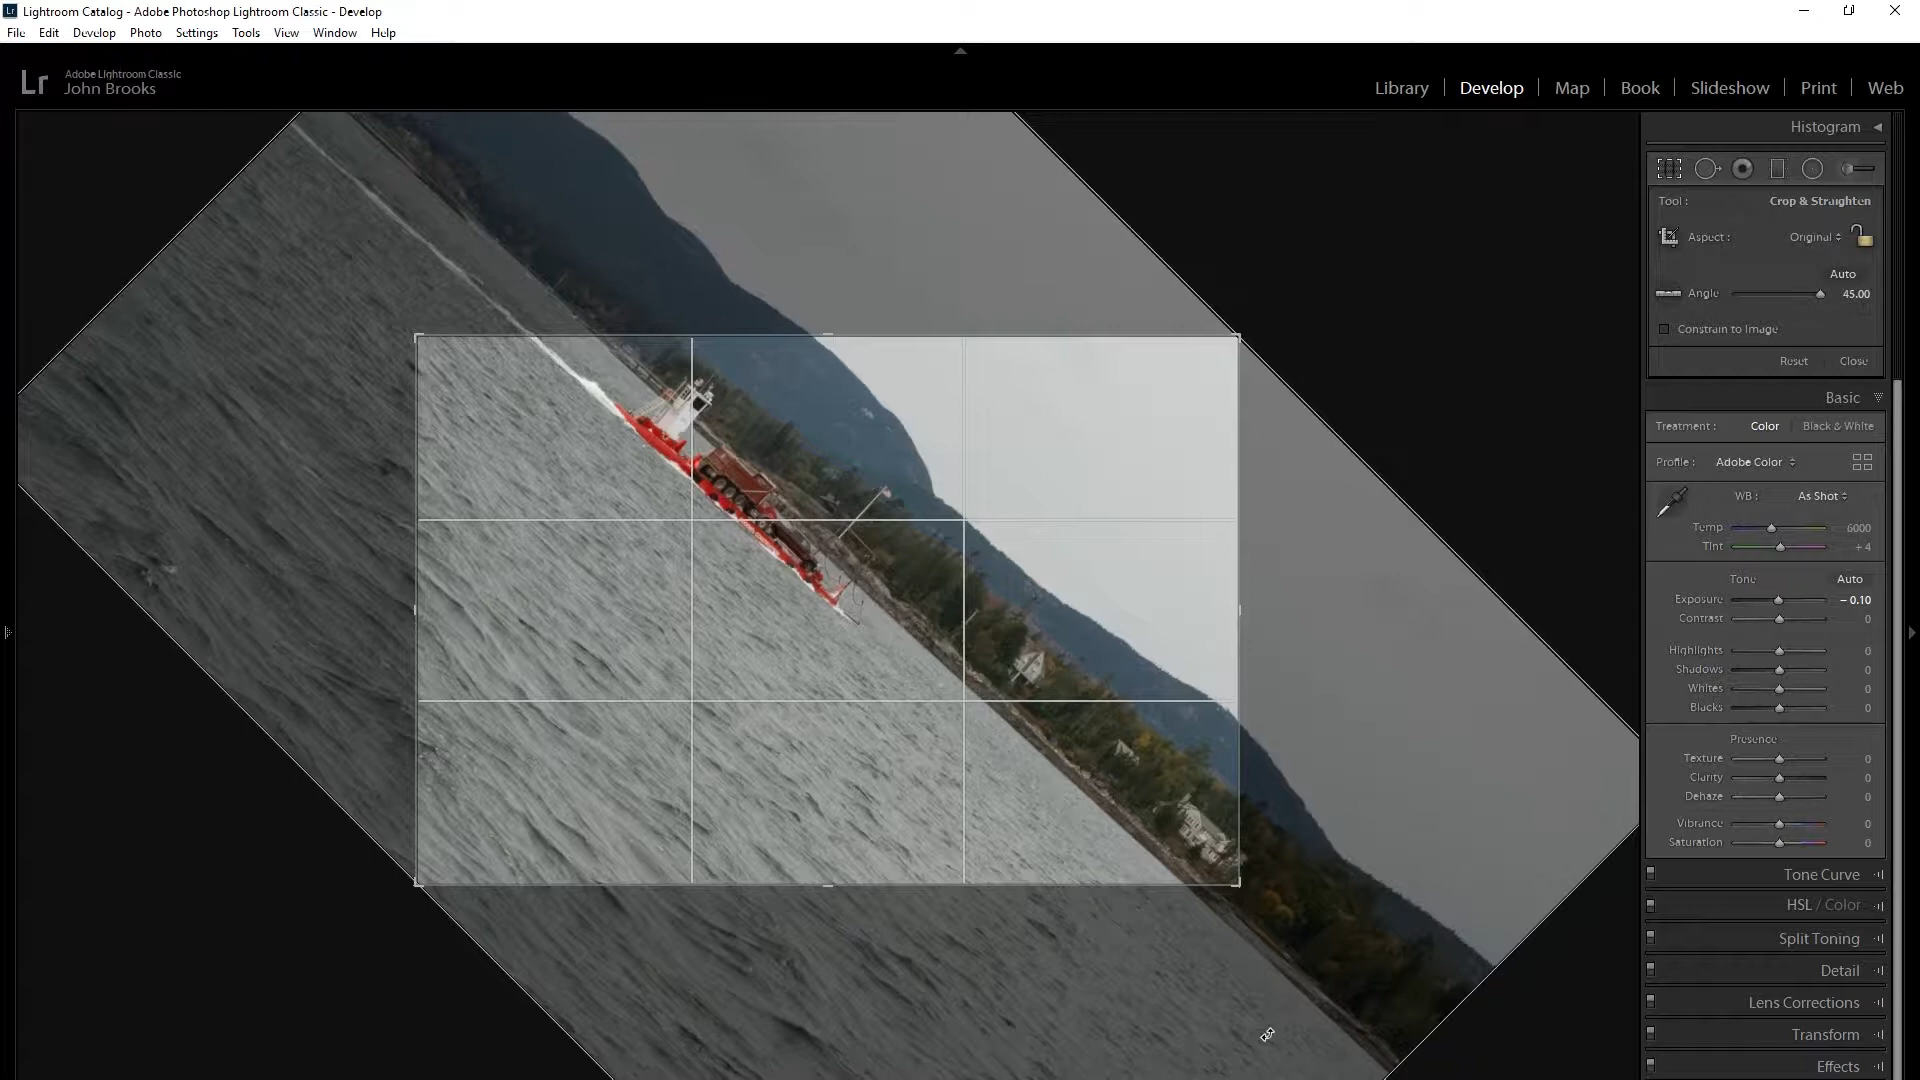 Lightroom Catalog - Adobe Photoshop Lightroom Classic - Develop
File Edit Develop Photo Settings Tools View Window Help
Lr Adobe Lightroom Classic
John Brooks
Library Develop Map Book Slideshow Print Web
Histogram
Tool : Crop & Straighten
Aspect : Original
Auto
Angle 45.00
Constrain to Image
Reset Close
Basic
Treatment : Color Black & White
Profile : Adobe Color
WB : As Shot
Temp 6000
Tint + 4
Tone Auto
Exposure – 0.10
Contrast 0
Highlights 0
Shadows 0
Whites 0
Blacks 0
Presence
Texture 0
Clarity 0
Dehaze 0
Vibrance 0
Saturation 0
Tone Curve
HSL / Color
Split Toning
Detail
Lens Corrections
Transform
Effects